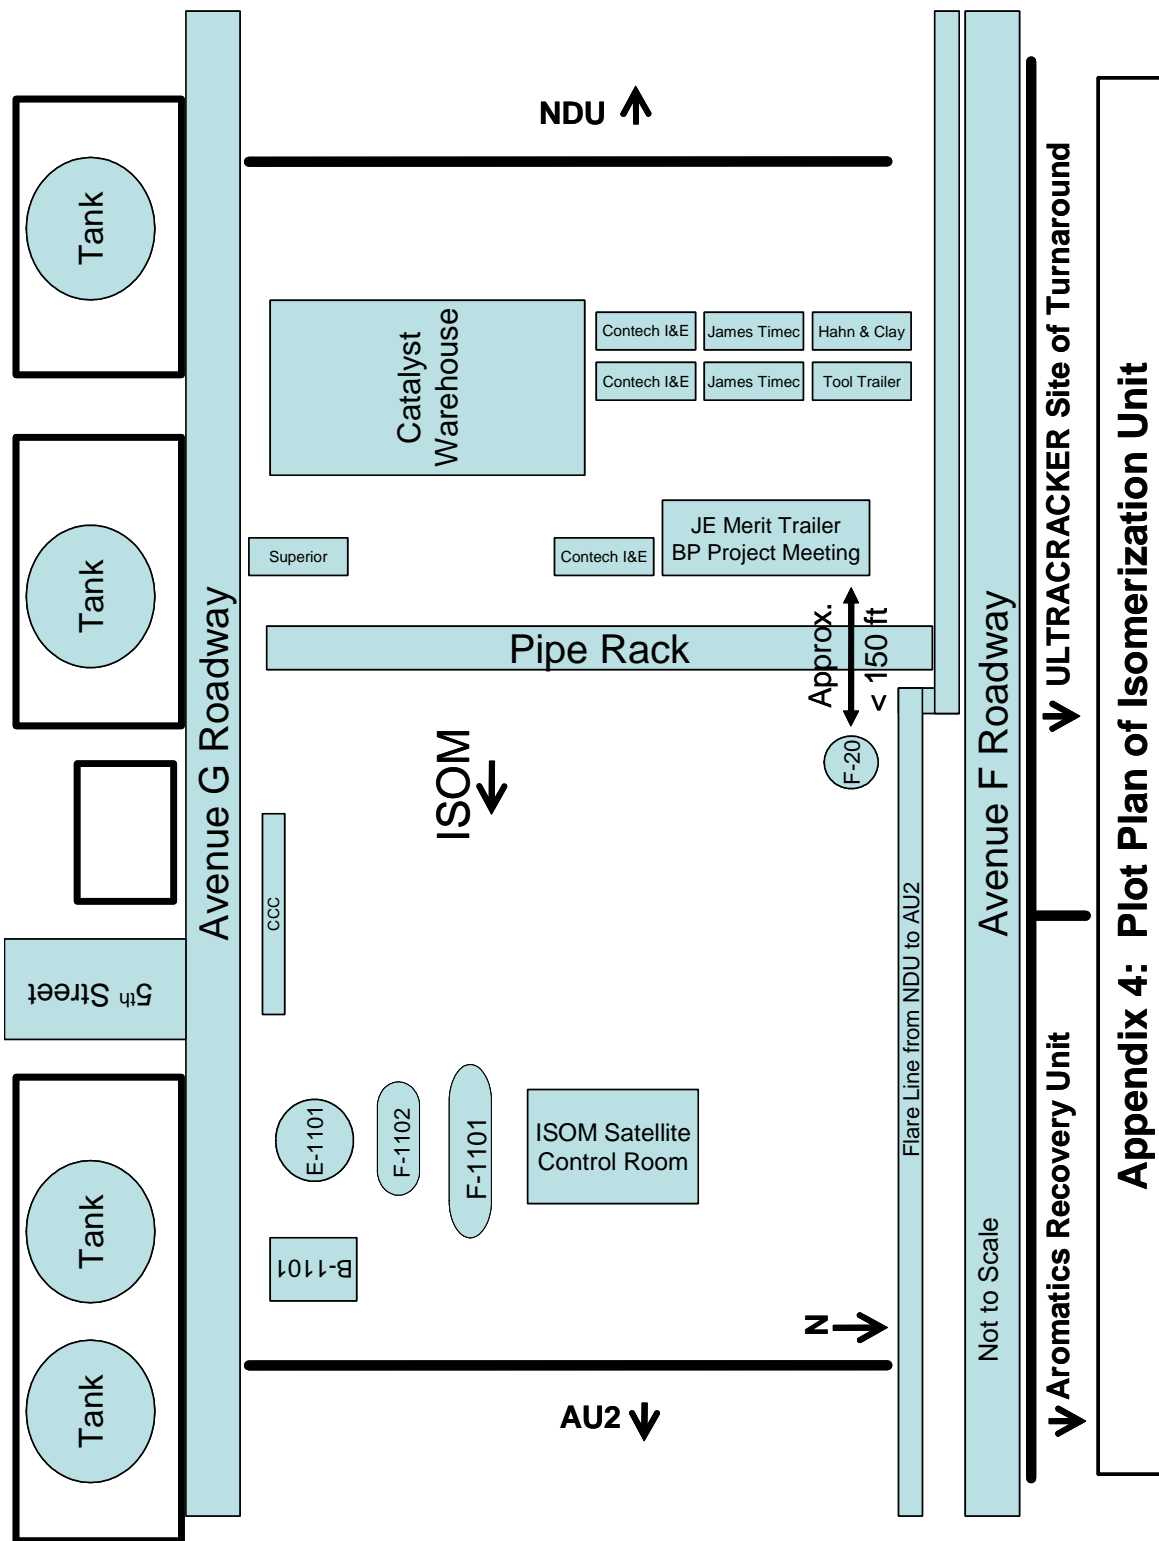 NDU
Tank
Tank
Tank
Tank
Avenue G Roadway
5th Street
Catalyst
Warehouse
Contech I&E
James Timec
Hahn & Clay
Contech I&E
James Timec
Tool Trailer
Superior
Contech I&E
JE Merit Trailer
BP Project Meeting
Pipe Rack
Approx.
< 150 ft
F-20
ISOM
CCC
E-1101
F-1102
F-1101
ISOM Satellite
Control Room
B-1101
N
AU2
Flare Line from NDU to AU2
Avenue F Roadway
Not to Scale
ULTRACRACKER Site of Turnaround
Aromatics Recovery Unit
Appendix 4: Plot Plan of Isomerization Unit